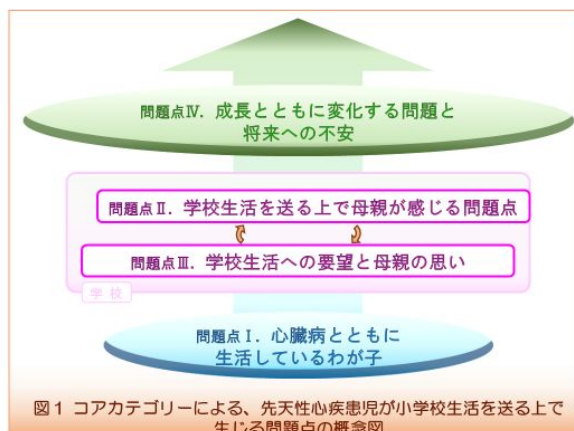 問題点Ⅳ. 成長とともに変化する問題と
将来への不安
問題点Ⅱ. 学校生活を送る上で母親が感じる問題点
問題点Ⅲ. 学校生活への要望と母親の思い
学 校
問題点Ⅰ. 心臓病とともに
生活しているわが子
図1 コアカテゴリーによる、先天性心疾患児が小学校生活を送る上で
生じる問題点の概念図